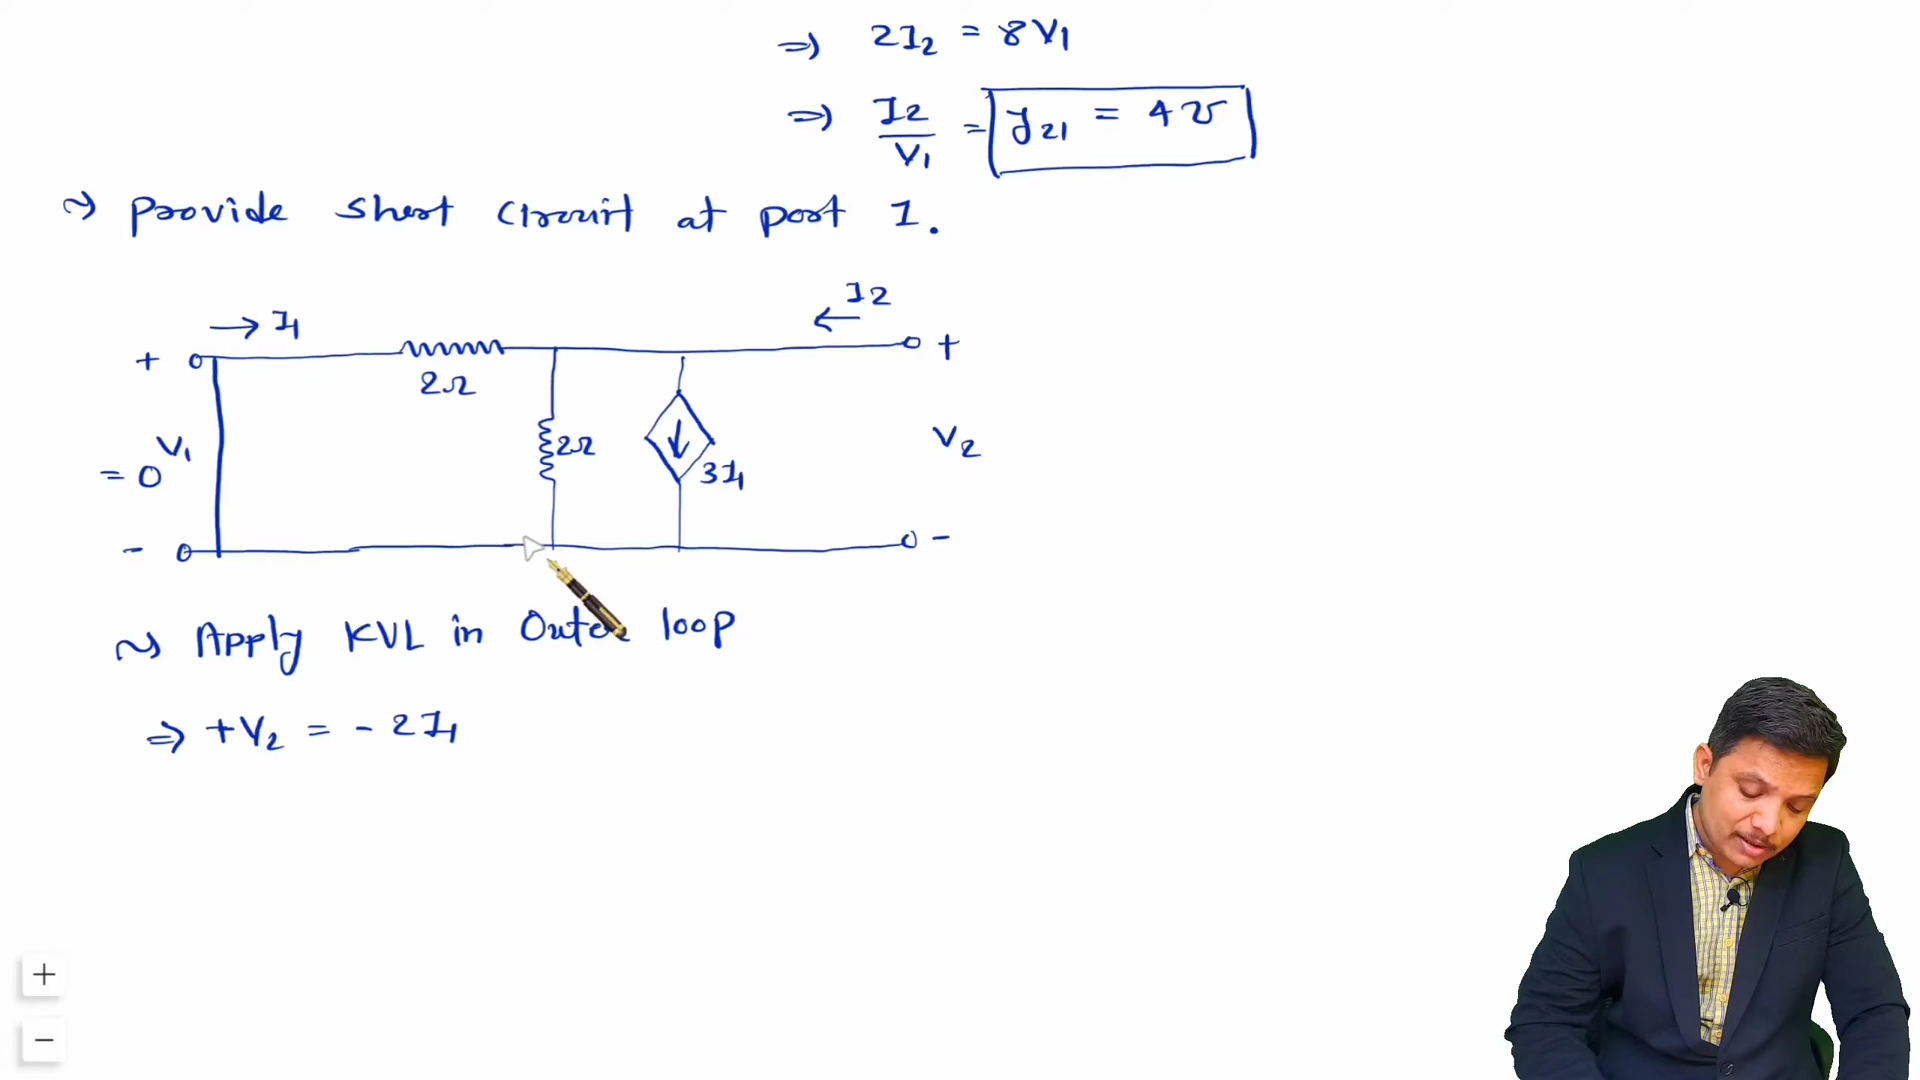 ⇒ 2I₂ = 8V₁
⇒ I₂/V₁ = y₂₁ = 4℧
~> Provide short circuit at port 1.
→ I₁
← I₂
+
2Ω
+
V₁
= 0
2Ω
3I₁
V₂
-
-
~> Apply KVL in Outer loop
⇒ +V₂ = -2I₁
+
−